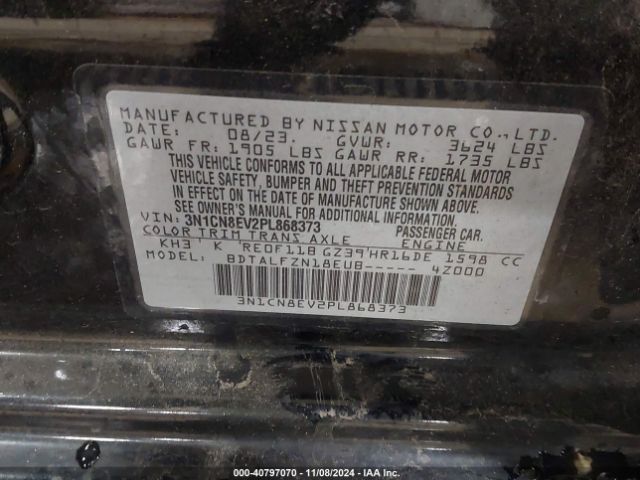 MANUFACTURED BY NISSAN MOTOR CO., LTD.
DATE: 08/23. GVWR: 3624 LBS
GAWR FR: 1905 LBS GAWR RR: 1735 LBS
THIS VEHICLE CONFORMS TO ALL APPLICABLE FEDERAL MOTOR
VEHICLE SAFETY, BUMPER AND THEFT PREVENTION STANDARDS
IN EFFECT ON THE DATE OF MANUFACTURE SHOWN ABOVE.
SEE OWNER'S MANUAL FOR ADDITIONAL INFORMATION.
VIN: 3N1CN8EV2PL868373 PASSENGER CAR.
COLOR TRIM TRANS AXLE ENGINE
KH3 ' K 'RE0F11B GZ39'HR16DE 1598 CC
MODEL: BDTALFZN18EUB----- 4Z000
3N1CN8EV2PL868373
000-40797070 | 11/08/2024 - IAA Inc.